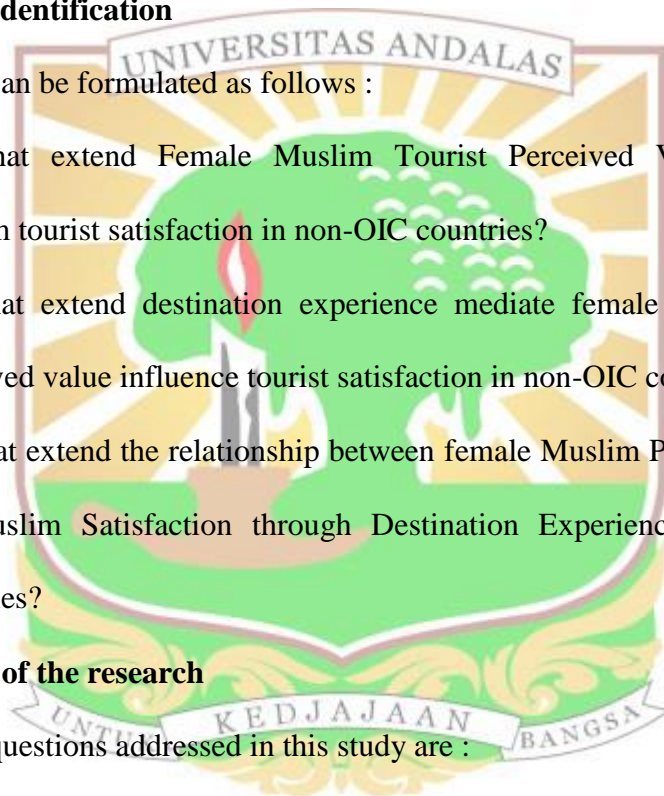 dentification
UNIVERSITAS ANDALAS
an be formulated as follows :
hat extend Female Muslim Tourist Perceived V
n tourist satisfaction in non-OIC countries?
at extend destination experience mediate female
ved value influence tourist satisfaction in non-OIC co
at extend the relationship between female Muslim P
uslim Satisfaction through Destination Experienc
es?
of the research
UNTUK KEDJAJAAN BANGSA
questions addressed in this study are :